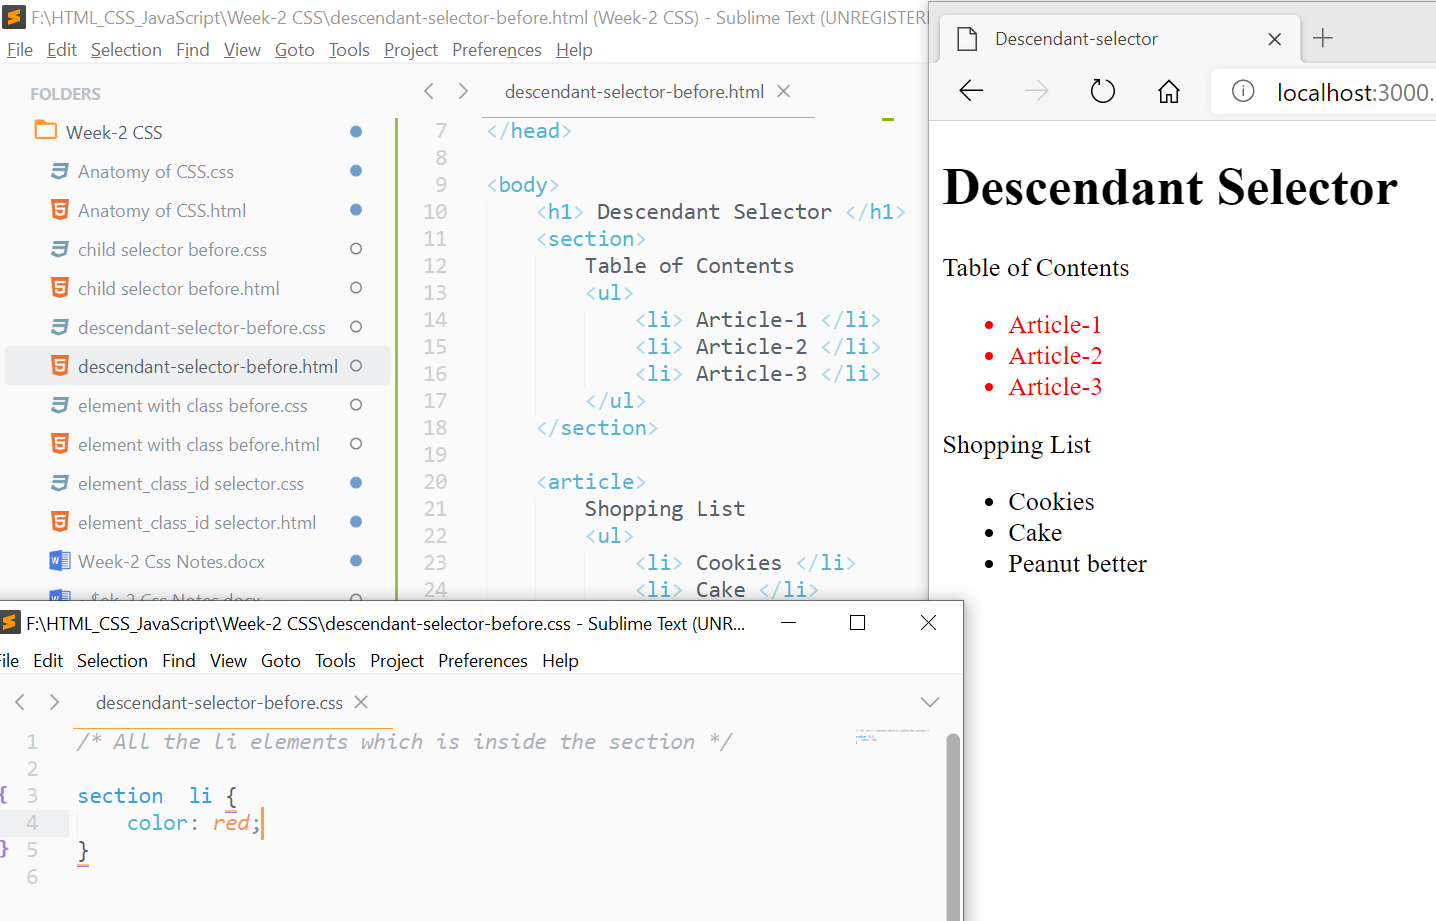 F:\HTML_CSS_JavaScript\Week-2 CSS\descendant-selector-before.html (Week-2 CSS) - Sublime Text (UNREGISTER
File Edit Selection Find View Goto Tools Project Preferences Help
FOLDERS
Week-2 CSS
Anatomy of CSS.css
Anatomy of CSS.html
child selector before.css
child selector before.html
descendant-selector-before.css
descendant-selector-before.html
element with class before.css
element with class before.html
element_class_id selector.css
element_class_id selector.html
Week-2 Css Notes.docx
~$ek-2 Css Notes.docx
descendant-selector-before.html
7 </head>
8
9 <body>
10 <h1> Descendant Selector </h1>
11 <section>
12 Table of Contents
13 <ul>
14 <li> Article-1 </li>
15 <li> Article-2 </li>
16 <li> Article-3 </li>
17 </ul>
18 </section>
19
20 <article>
21 Shopping List
22 <ul>
23 <li> Cookies </li>
24 <li> Cake </li>
Descendant-selector
localhost:3000.
Descendant Selector
Table of Contents
• Article-1
• Article-2
• Article-3
Shopping List
• Cookies
• Cake
• Peanut better
F:\HTML_CSS_JavaScript\Week-2 CSS\descendant-selector-before.css - Sublime Text (UNR...
ile Edit Selection Find View Goto Tools Project Preferences Help
descendant-selector-before.css
1 /* All the li elements which is inside the section */
2
{ 3 section  li {
4 color: red;
} 5 }
6